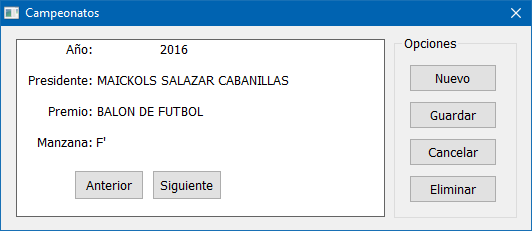 Campeonatos
Año: 2016
Presidente: MAICKOLS SALAZAR CABANILLAS
Premio: BALON DE FUTBOL
Manzana: F'
Anterior Siguiente
Opciones
Nuevo
Guardar
Cancelar
Eliminar